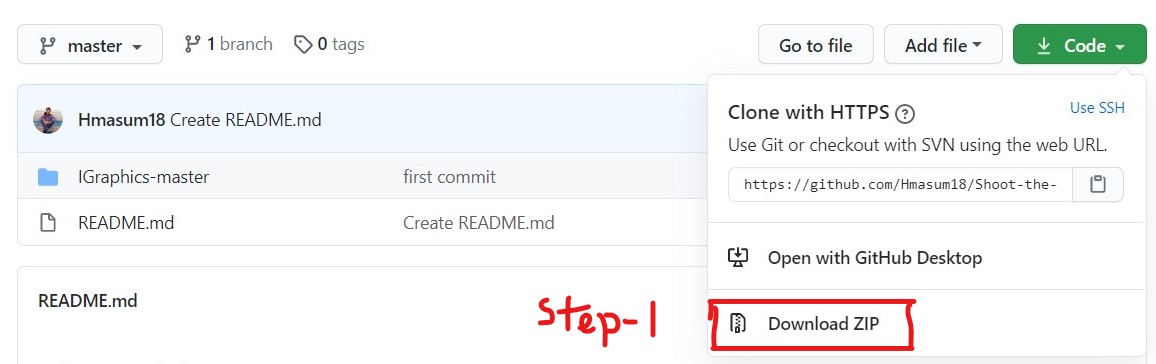 master 1 branch 0 tags Go to file Add file Code
Hmasum18 Create README.md
IGraphics-master first commit
README.md Create README.md
README.md
Clone with HTTPS ? Use SSH
Use Git or checkout with SVN using the web URL.
https://github.com/Hmasum18/Shoot-the-
Open with GitHub Desktop
Step-1 Download ZIP